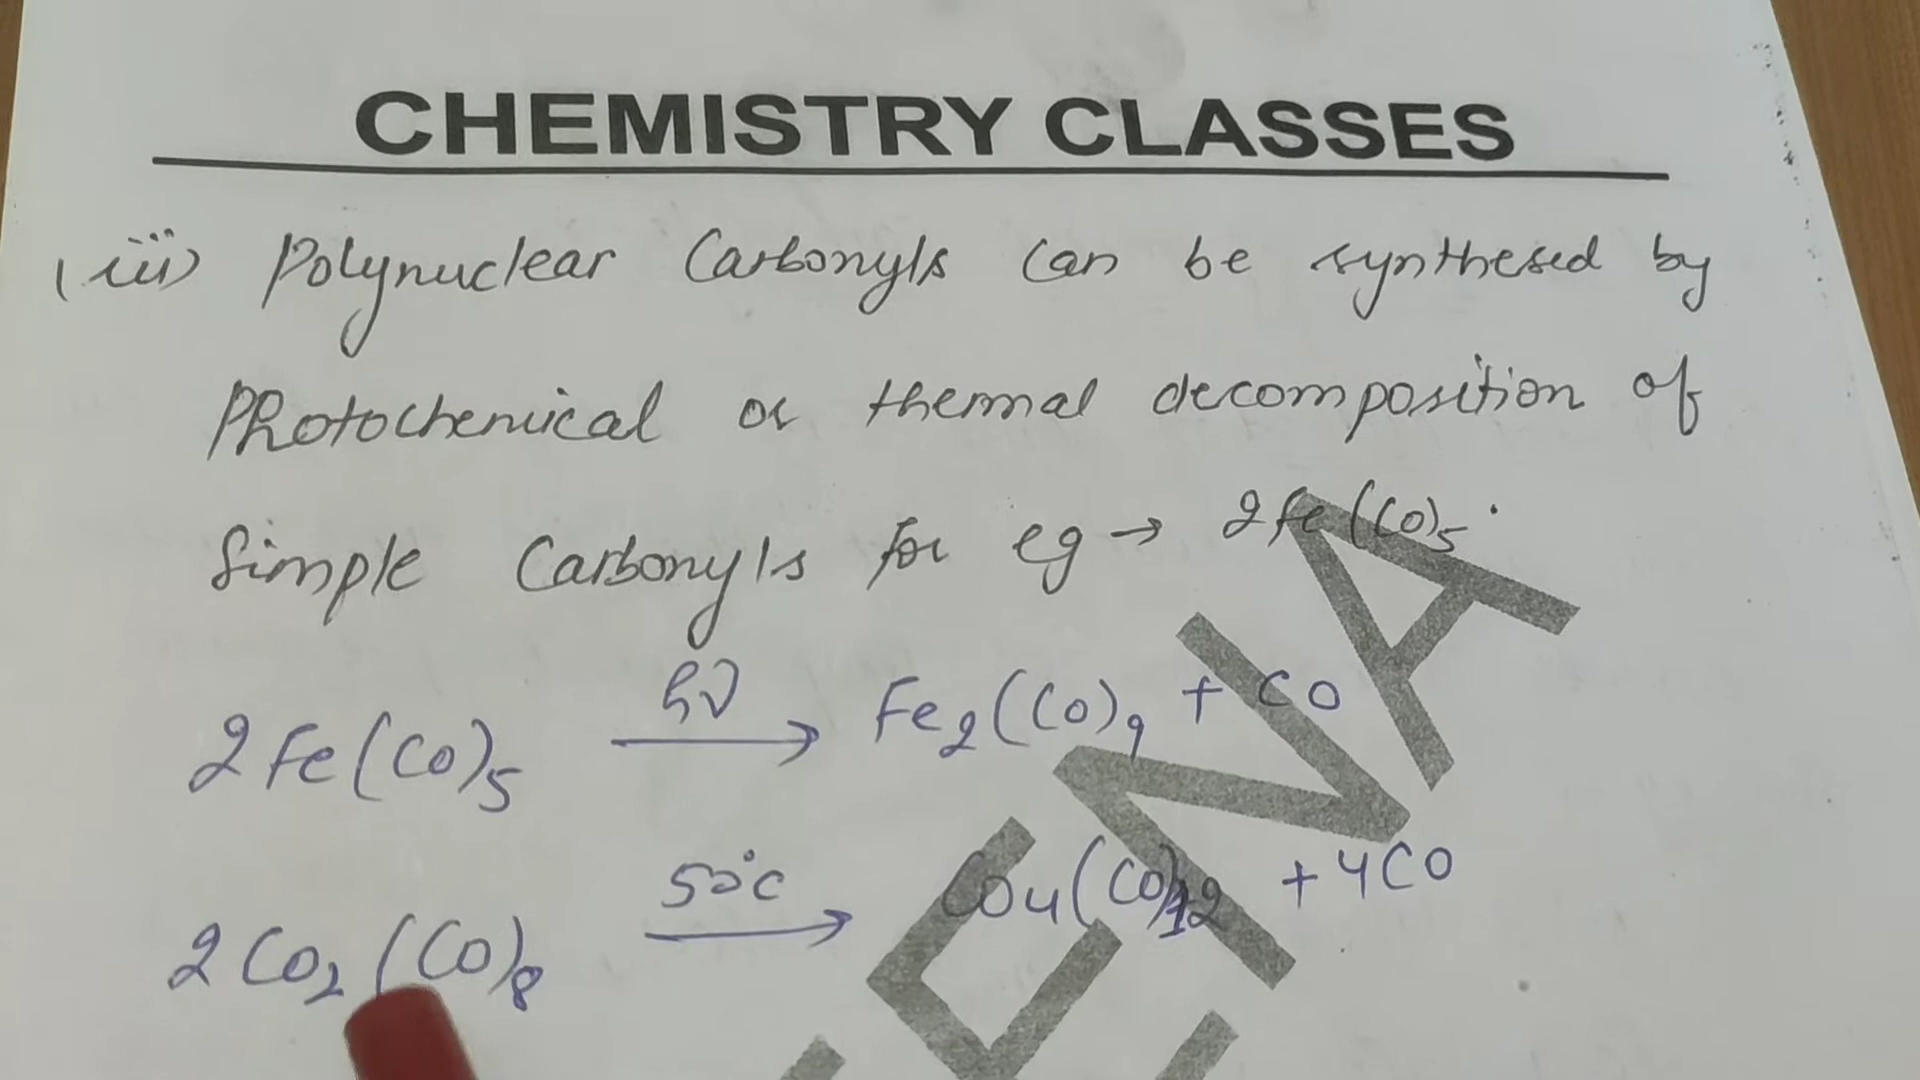 CHEMISTRY CLASSES
(iii) Polynuclear Carbonyls can be synthesed by
Photochemical or thermal decomposition of
Simple Carbonyls for eg → 2Fe(CO)5
2Fe(CO)5 hν → Fe2(CO)9 + CO
2Co2(CO)8 50°C → Co4(CO)12 + 4CO